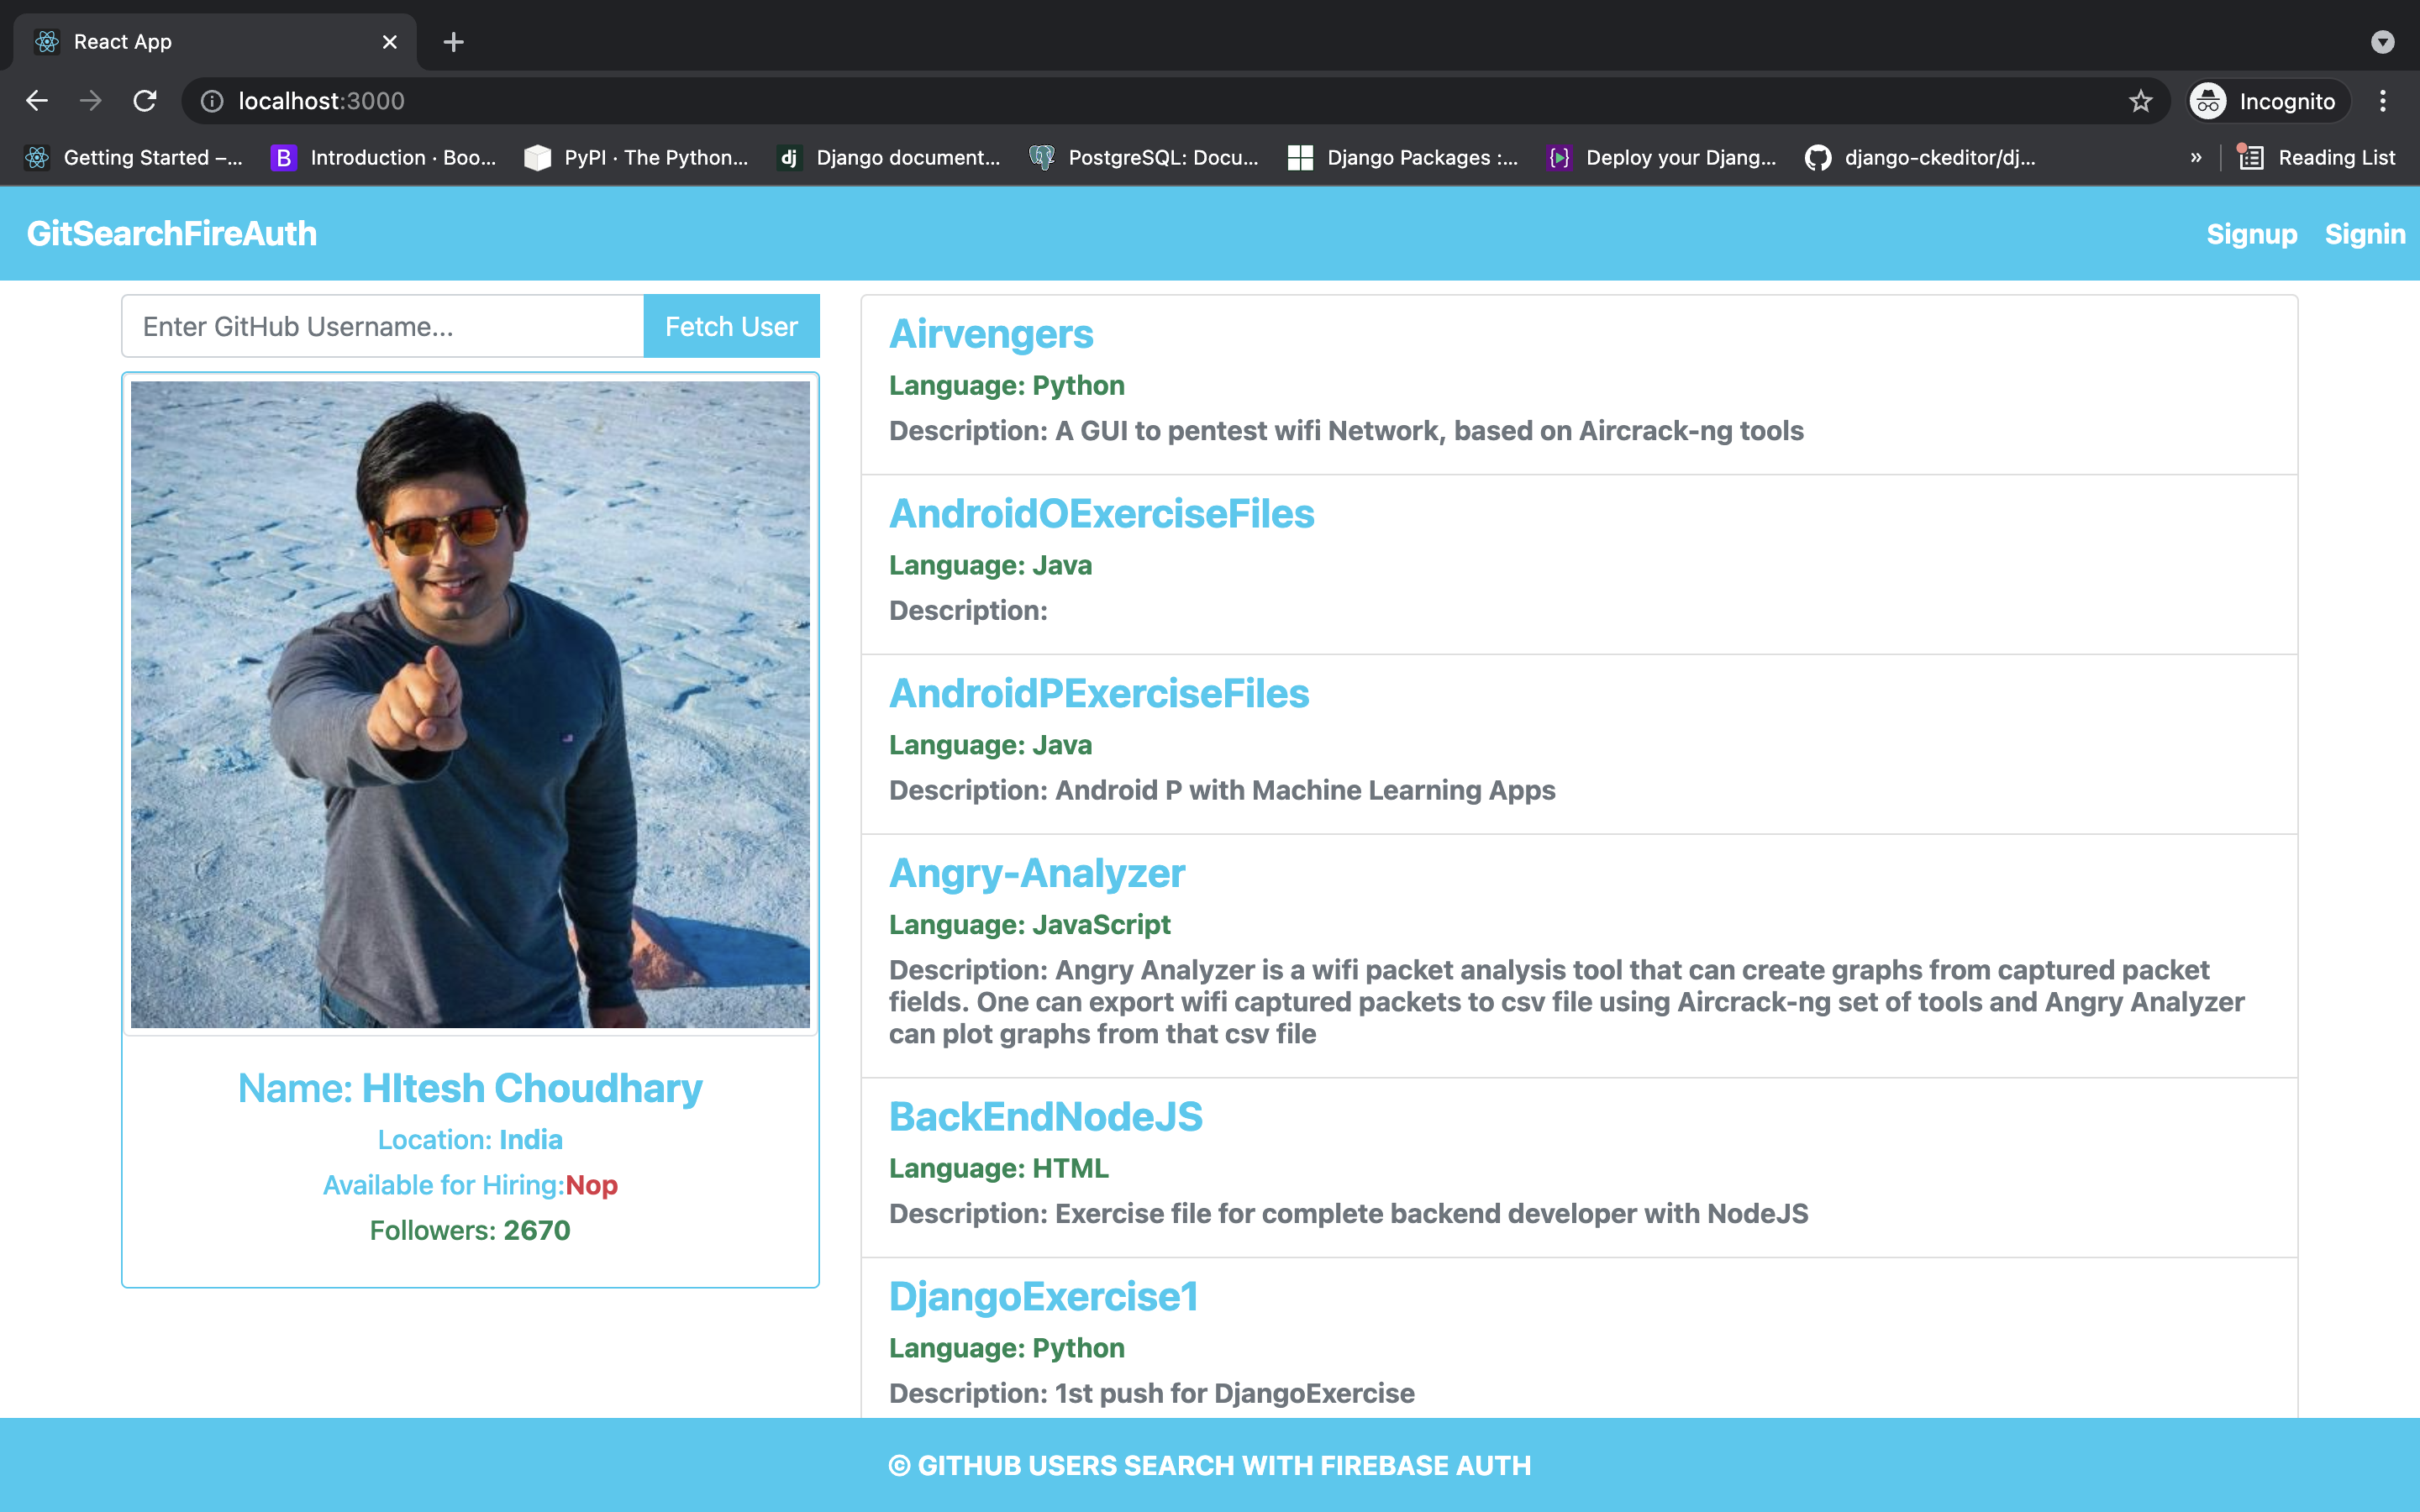 React App
localhost:3000
Incognito
Getting Started –...
B
Introduction · Boo...
PyPI · The Python...
dj
Django document...
PostgreSQL: Docu...
Django Packages :...
Deploy your Djang...
django-ckeditor/dj...
»
Reading List
GitSearchFireAuth
Signup
Signin
Enter GitHub Username...
Fetch User
Name: HItesh Choudhary
Location: India
Available for Hiring:Nop
Followers: 2670
Airvengers
Language: Python
Description: A GUI to pentest wifi Network, based on Aircrack-ng tools
AndroidOExerciseFiles
Language: Java
Description:
AndroidPExerciseFiles
Language: Java
Description: Android P with Machine Learning Apps
Angry-Analyzer
Language: JavaScript
Description: Angry Analyzer is a wifi packet analysis tool that can create graphs from captured packet
fields. One can export wifi captured packets to csv file using Aircrack-ng set of tools and Angry Analyzer
can plot graphs from that csv file
BackEndNodeJS
Language: HTML
Description: Exercise file for complete backend developer with NodeJS
DjangoExercise1
Language: Python
Description: 1st push for DjangoExercise
© GITHUB USERS SEARCH WITH FIREBASE AUTH